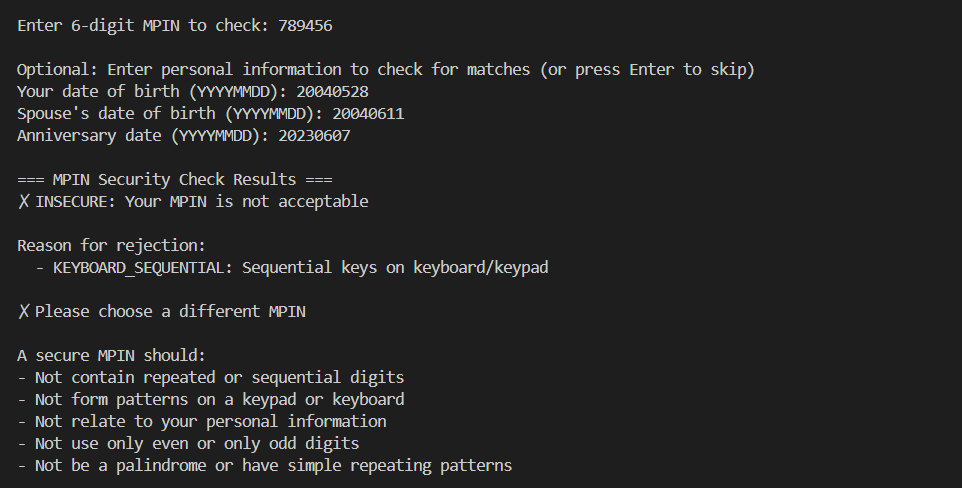 Enter 6-digit MPIN to check: 789456
Optional: Enter personal information to check for matches (or press Enter to skip)
Your date of birth (YYYYMMDD): 20040528
Spouse's date of birth (YYYYMMDD): 20040611
Anniversary date (YYYYMMDD): 20230607
=== MPIN Security Check Results ===
✗ INSECURE: Your MPIN is not acceptable
Reason for rejection:
- KEYBOARD_SEQUENTIAL: Sequential keys on keyboard/keypad
✗ Please choose a different MPIN
A secure MPIN should:
- Not contain repeated or sequential digits
- Not form patterns on a keypad or keyboard
- Not relate to your personal information
- Not use only even or only odd digits
- Not be a palindrome or have simple repeating patterns